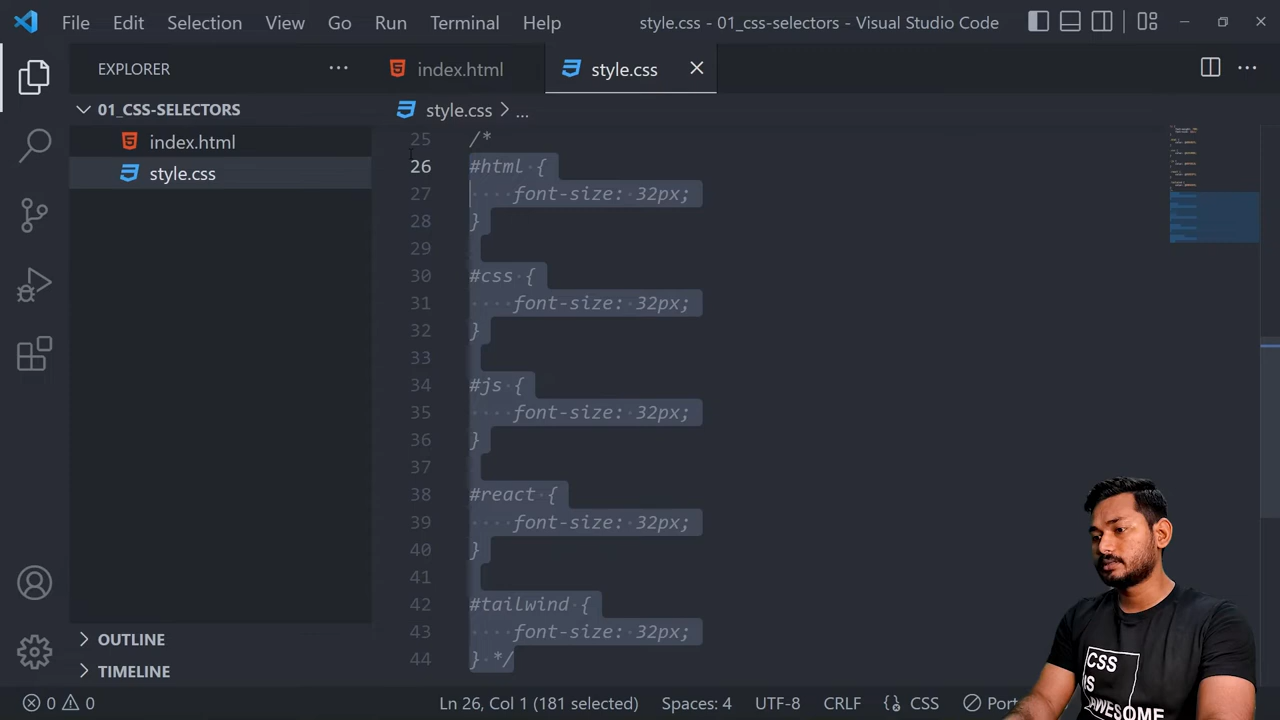 File Edit Selection View Go Run Terminal Help style.css - 01_css-selectors - Visual Studio Code
EXPLORER
index.html
style.css
01_CSS-SELECTORS
index.html
style.css
OUTLINE
TIMELINE
style.css > ...
25 /*
26 #html {
27 font-size: 32px;
28 }
29
30 #css {
31 font-size: 32px;
32 }
33
34 #js {
35 font-size: 32px;
36 }
37
38 #react {
39 font-size: 32px;
40 }
41
42 #tailwind {
43 font-size: 32px;
44 } */
CSS
IS
AWESOME
0 0 Ln 26, Col 1 (181 selected) Spaces: 4 UTF-8 CRLF {} CSS Port